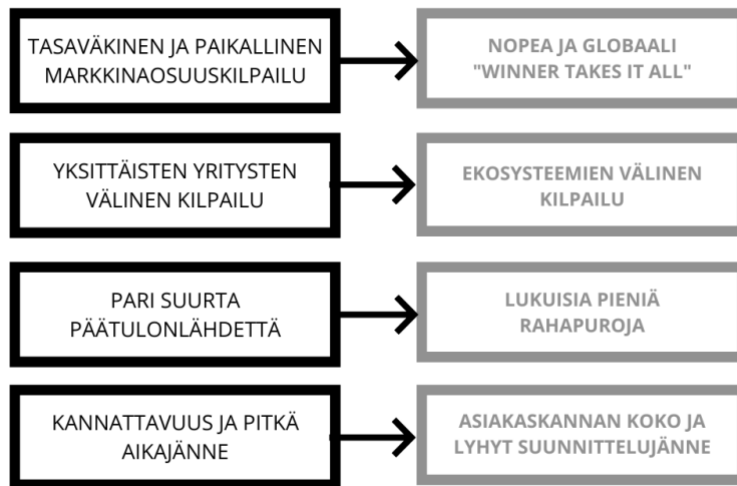 TASAVÄKINEN JA PAIKALLINEN
MARKKINAOSUUSKILPAILU
NOPEA JA GLOBAALI
"WINNER TAKES IT ALL"
YKSITTÄISTEN YRITYSTEN
VÄLINEN KILPAILU
EKOSYSTEEMIEN VÄLINEN
KILPAILU
PARI SUURTA
PÄÄTULONLÄHDETTÄ
LUKUISIA PIENIÄ
RAHAPUROJA
KANNATTAVUUS JA PITKÄ
AIKAJÄNNE
ASIAKASKANNAN KOKO JA
LYHYT SUUNNITTELUJÄNNE